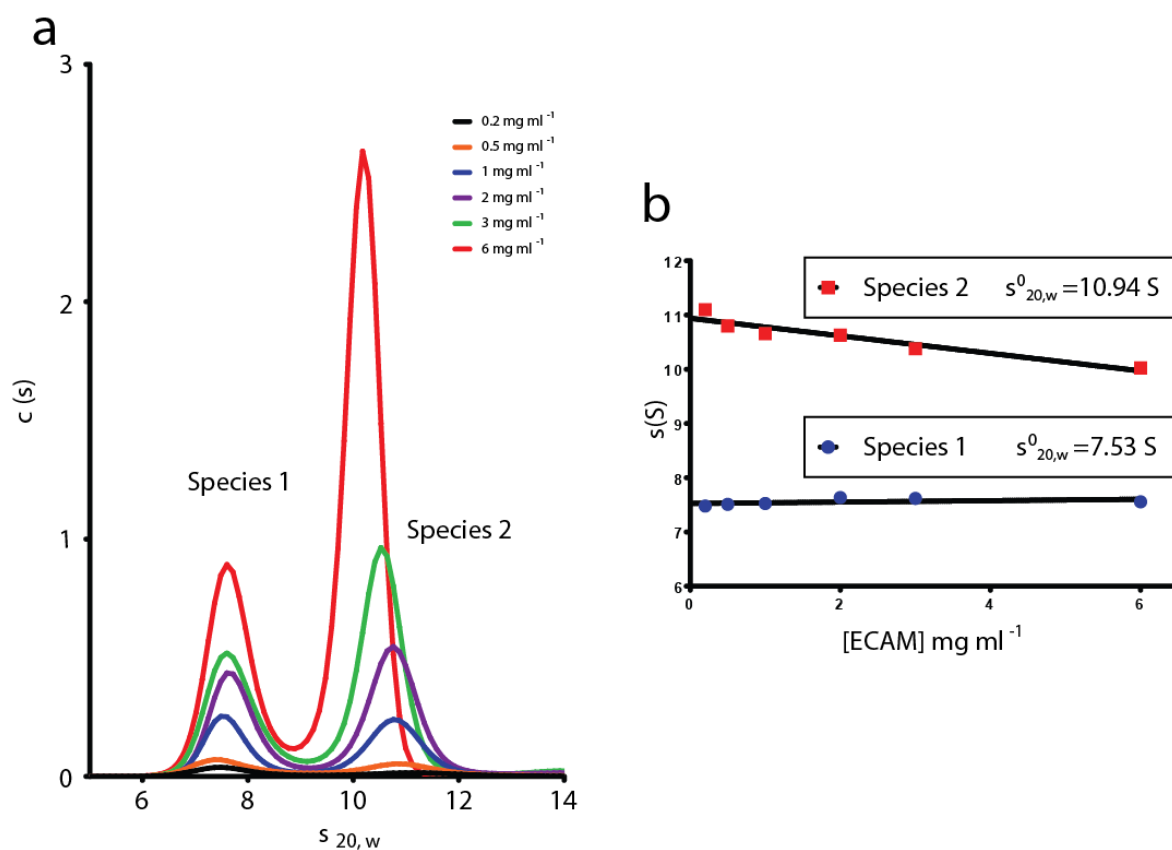 a
3
2
1
0
c (s)
6
8
10
12
14
s 20, w
0.2 mg ml -1
0.5 mg ml -1
1 mg ml -1
2 mg ml -1
3 mg ml -1
6 mg ml -1
Species 1
Species 2
b
12
11
10
9
8
7
6
s(S)
0
2
4
6
[ECAM] mg ml -1
Species 2 s⁰20,w =10.94 S
Species 1 s⁰20,w =7.53 S